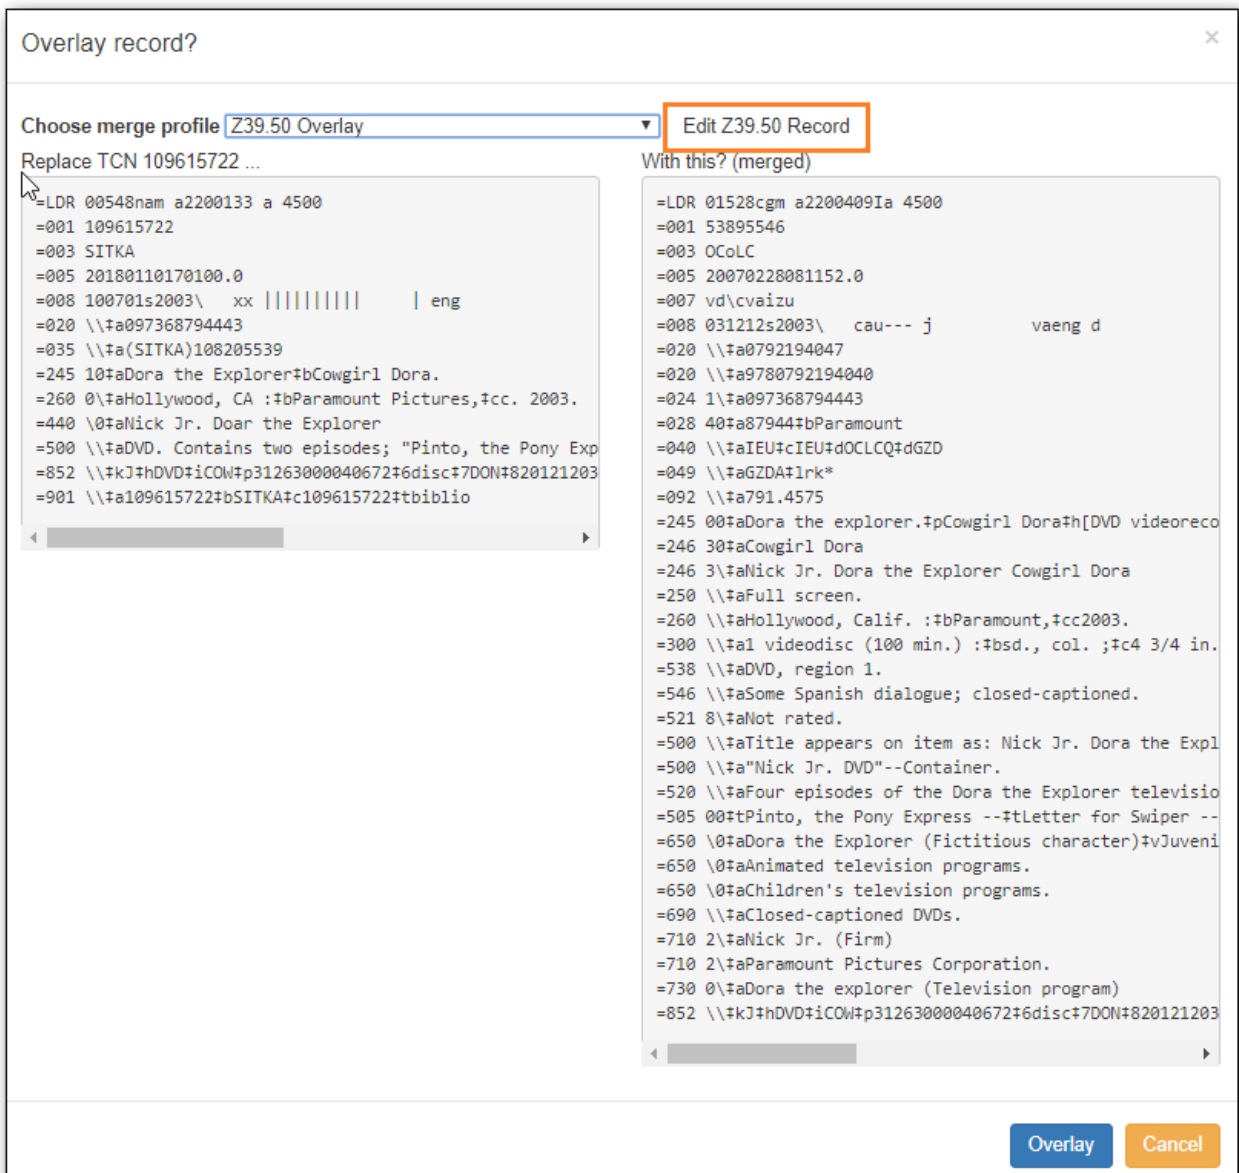 Overlay record?
×
Choose merge profile Z39.50 Overlay ▼ Edit Z39.50 Record
Replace TCN 109615722 ...
=LDR 00548nam a2200133 a 4500
=001 109615722
=003 SITKA
=005 20180110170100.0
=008 100701s2003\   xx ||||||||||      | eng
=020 \\‡a097368794443
=035 \\‡a(SITKA)108205539
=245 10‡aDora the Explorer‡bCowgirl Dora.
=260 0\‡aHollywood, CA :‡bParamount Pictures,‡cc. 2003.
=440 \0‡aNick Jr. Doar the Explorer
=500 \\‡aDVD. Contains two episodes; "Pinto, the Pony Exp
=852 \\‡kJ‡hDVD‡iCOW‡p31263000040672‡6disc‡7DON‡820121203
=901 \\‡a109615722‡bSITKA‡c109615722‡tbiblio
With this? (merged)
=LDR 01528cgm a2200409Ia 4500
=001 53895546
=003 OCoLC
=005 20070228081152.0
=007 vd\cvaizu
=008 031212s2003\   cau--- j          vaeng d
=020 \\‡a0792194047
=020 \\‡a9780792194040
=024 1\‡a097368794443
=028 40‡a87944‡bParamount
=040 \\‡aIEU‡cIEU‡dOCLCQ‡dGZD
=049 \\‡aGZDA‡lrk*
=092 \\‡a791.4575
=245 00‡aDora the explorer.‡pCowgirl Dora‡h[DVD videoreco
=246 30‡aCowgirl Dora
=246 3\‡aNick Jr. Dora the Explorer Cowgirl Dora
=250 \\‡aFull screen.
=260 \\‡aHollywood, Calif. :‡bParamount,‡cc2003.
=300 \\‡a1 videodisc (100 min.) :‡bsd., col. ;‡c4 3/4 in.
=538 \\‡aDVD, region 1.
=546 \\‡aSome Spanish dialogue; closed-captioned.
=521 8\‡aNot rated.
=500 \\‡aTitle appears on item as: Nick Jr. Dora the Expl
=500 \\‡a"Nick Jr. DVD"--Container.
=520 \\‡aFour episodes of the Dora the Explorer televisio
=505 00‡tPinto, the Pony Express --‡tLetter for Swiper --
=650 \0‡aDora the Explorer (Fictitious character)‡vJuveni
=650 \0‡aAnimated television programs.
=650 \0‡aChildren's television programs.
=690 \\‡aClosed-captioned DVDs.
=710 2\‡aNick Jr. (Firm)
=710 2\‡aParamount Pictures Corporation.
=730 0\‡aDora the explorer (Television program)
=852 \\‡kJ‡hDVD‡iCOW‡p31263000040672‡6disc‡7DON‡820121203
Overlay
Cancel